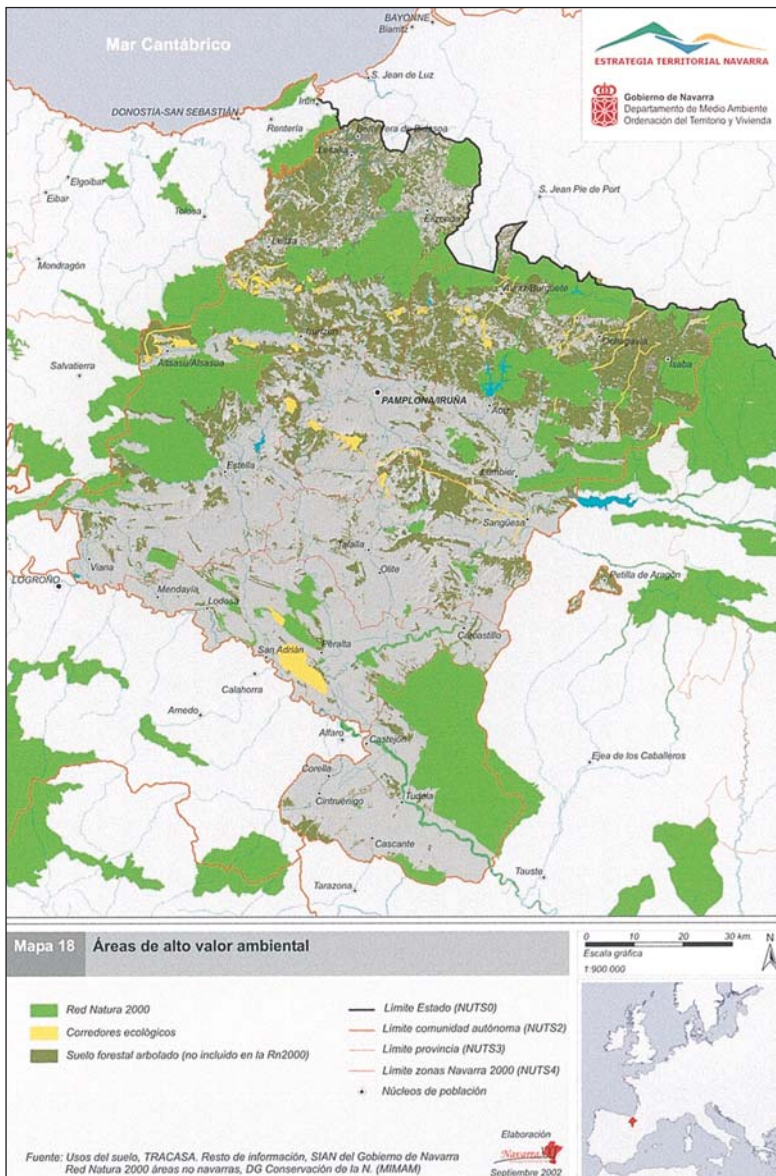 Mar Cantábrico
BAYONNE
Biarritz
S. Jean de Luz
ESTRATEGIA TERRITORIAL NAVARRA
Gobierno de Navarra
Departamento de Medio Ambiente
Ordenación del Territorio y Vivienda
Irún
DONOSTIA-SAN SEBASTIÁN
Rentería
Lesaka
Elgoibar
Eibar
Tolosa
Elizondo
S. Jean Pie de Port
Leitza
Mondragón
Auritz/Burguete
Irurtzun
Ochagavía
Altsasu/Alsasua
Isaba
Salvatierra
PAMPLONA/IRUÑA
Aoiz
Estella
Lumbier
Sangüesa
Tafalla
Viana
Olite
Petilla de Aragón
LOGROÑO
Mendavia
Lodosa
Carcastillo
Peralta
San Adrián
Calahorra
Arnedo
Alfaro
Castejón
Ejea de los Caballeros
Corella
Cintruénigo
Tudela
Cascante
Tauste
Tarazona
Mapa 18 Áreas de alto valor ambiental
0 10 20 30 km.
Escala gráfica
1:900.000
N
Red Natura 2000
Corredores ecológicos
Suelo forestal arbolado (no incluido en la Rn2000)
Límite Estado (NUTS0)
Límite comunidad autónoma (NUTS2)
Límite provincia (NUTS3)
Límite zonas Navarra 2000 (NUTS4)
Núcleos de población
Elaboración
Navarra
Septiembre 2002
Fuente: Usos del suelo, TRACASA. Resto de información, SIAN del Gobierno de Navarra
Red Natura 2000 áreas no navarras, DG Conservación de la N. (MIMAM)